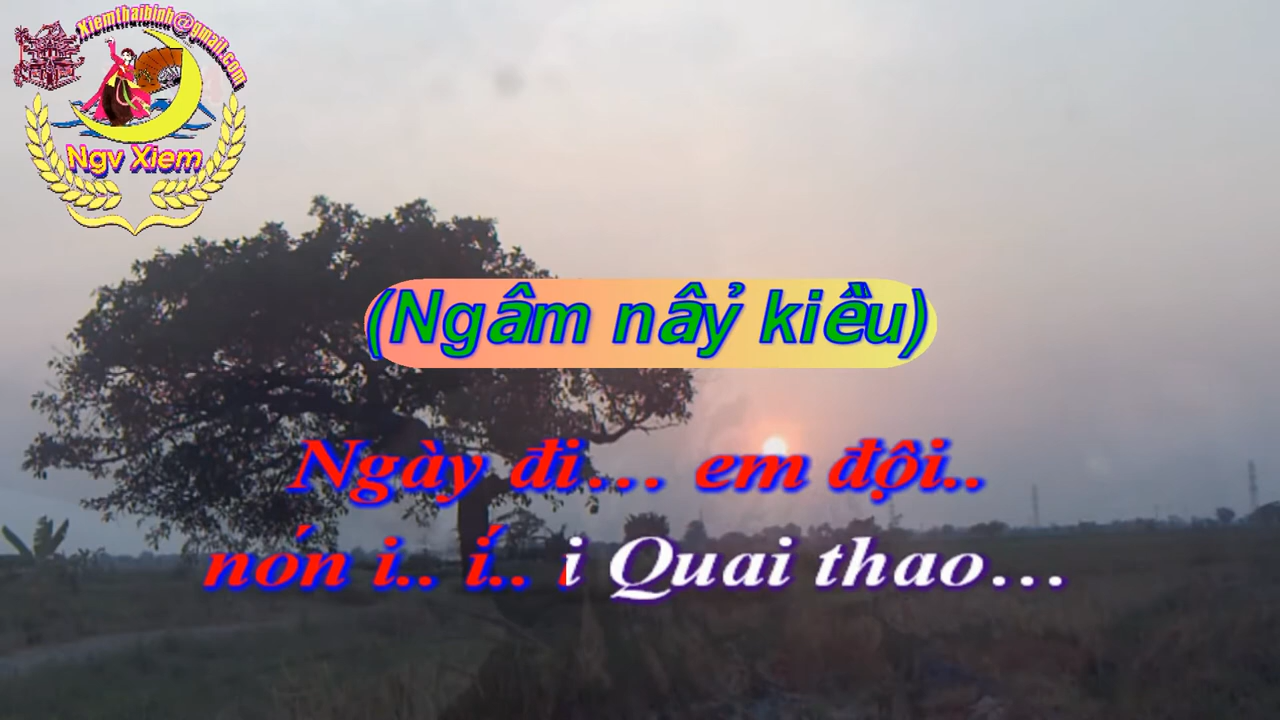 Xiemthaibinh@gmail.com
Ngv Xiem
(Ngâm nẩy kiều)
Ngày đi... em đội..
nón i.. í.. i Quai thao...